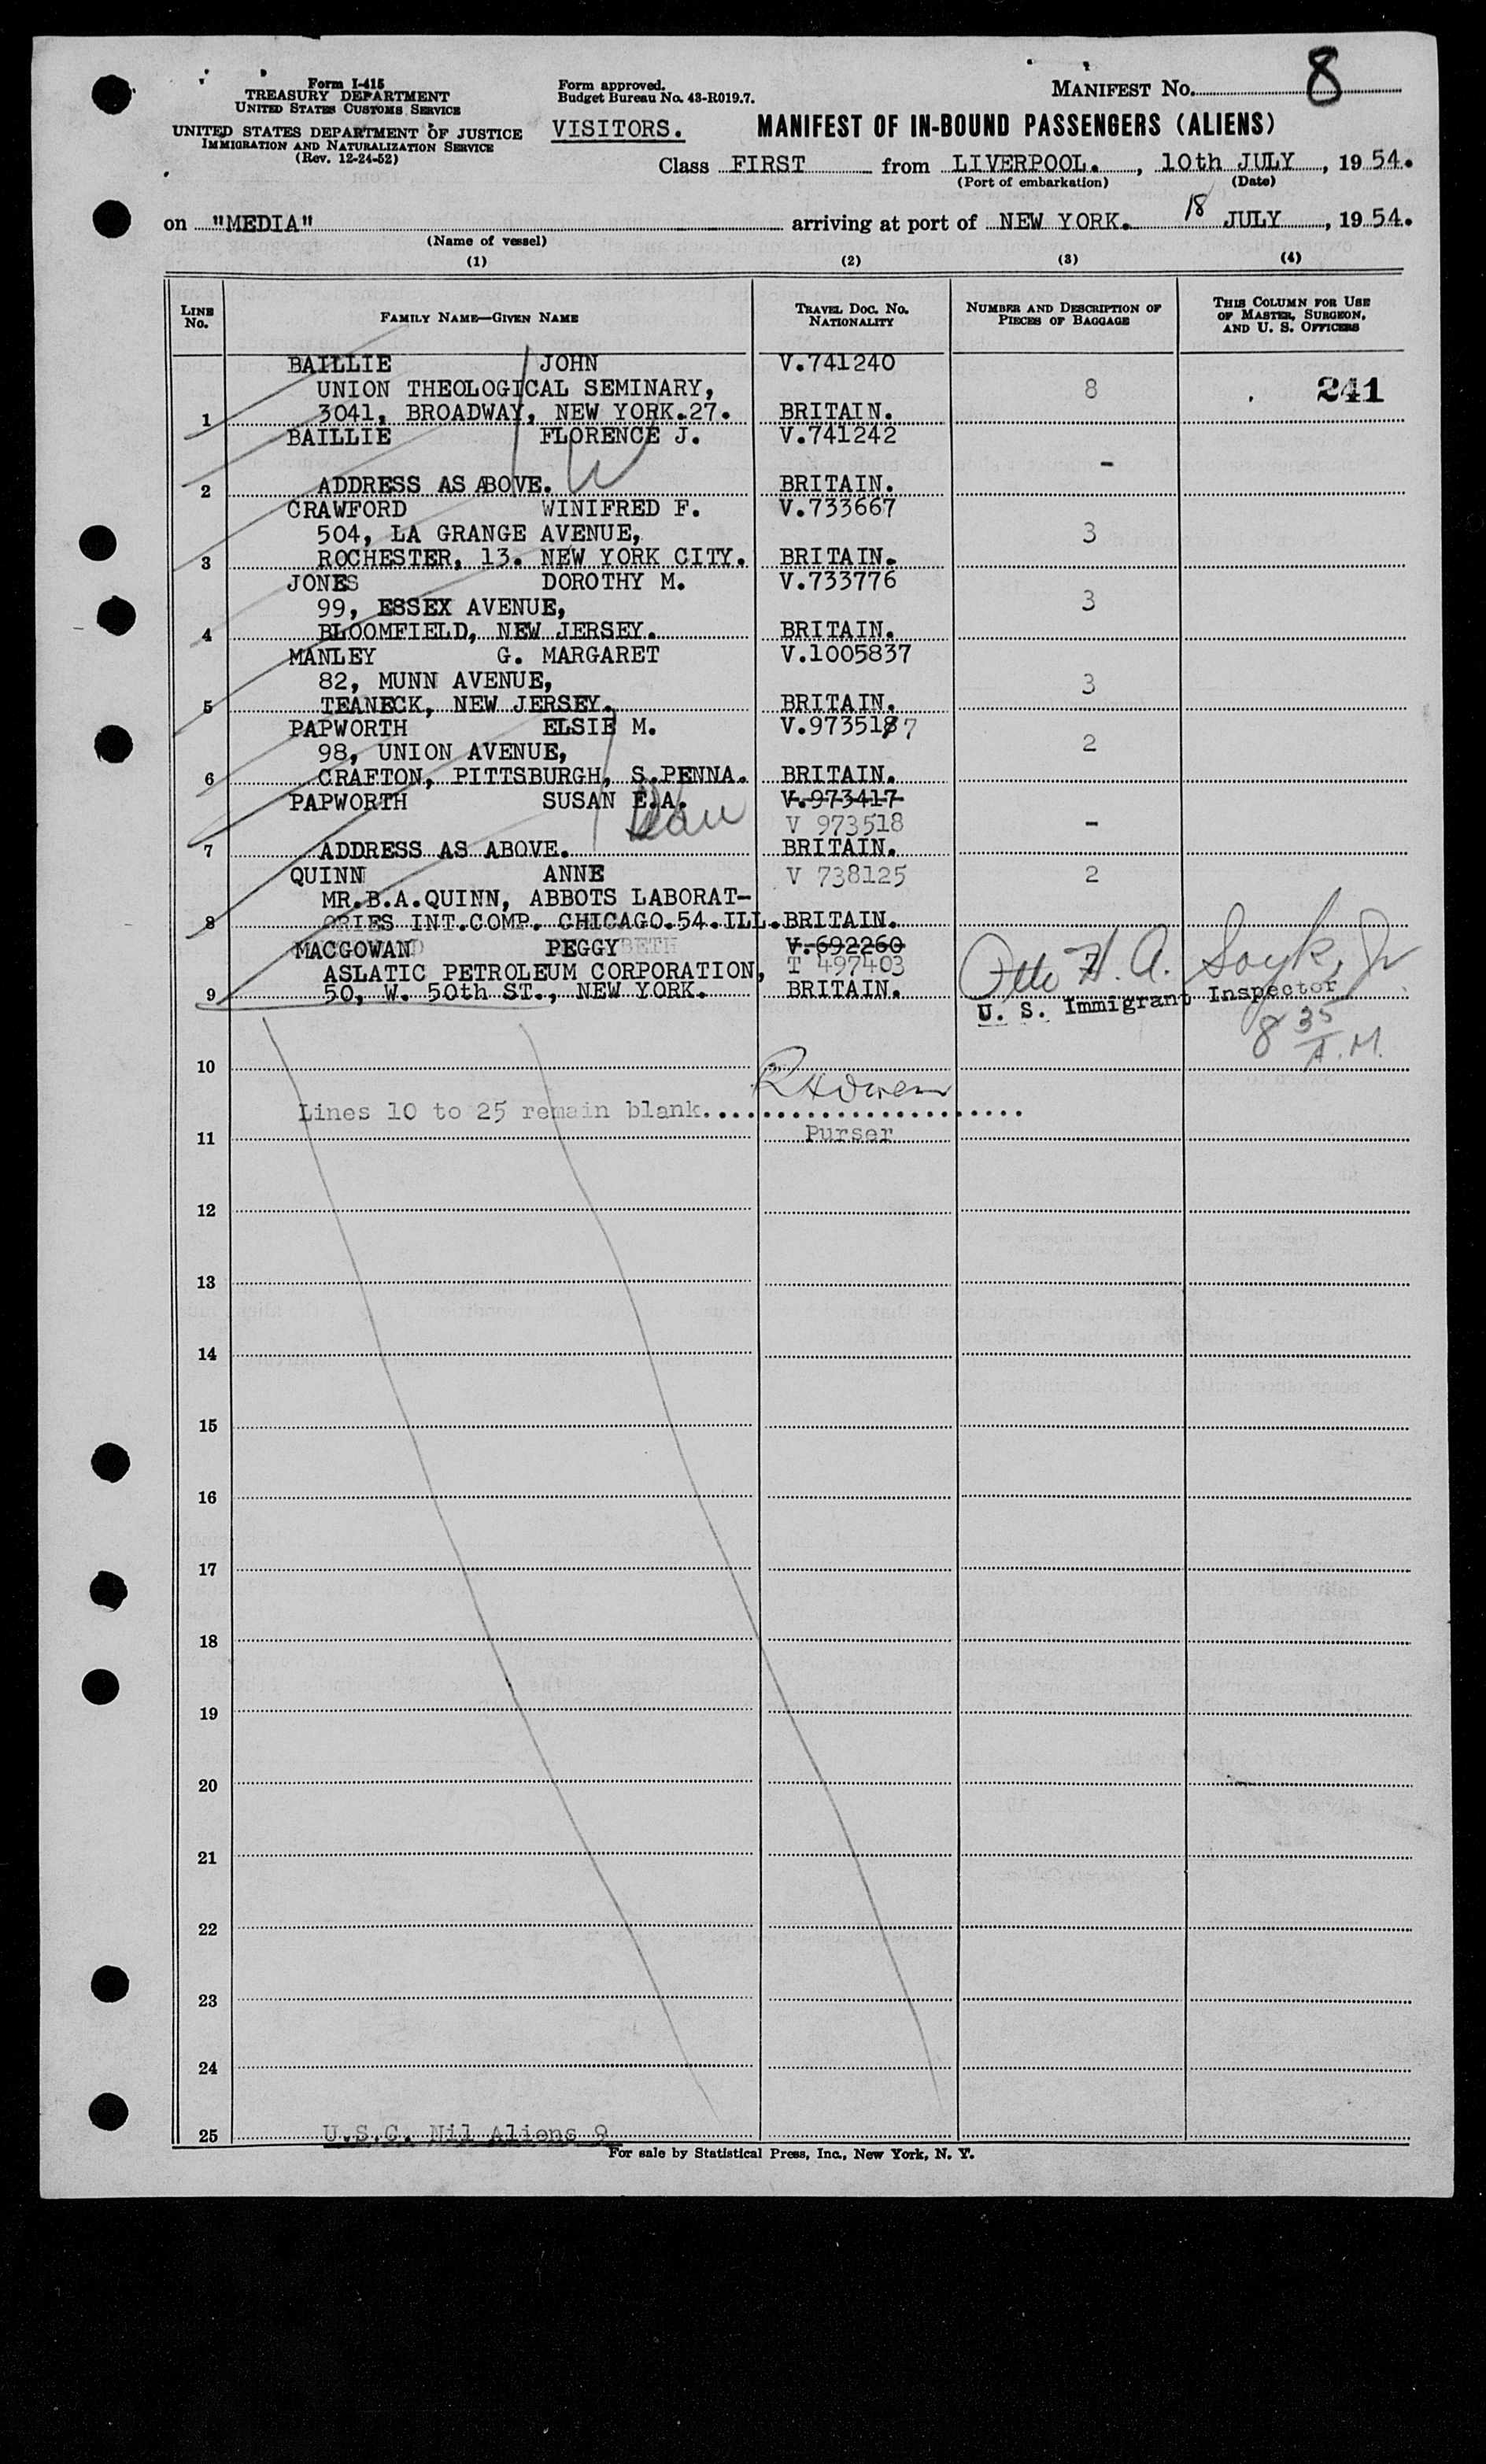 Form I-415
TREASURY DEPARTMENT
UNITED STATES CUSTOMS SERVICE
UNITED STATES DEPARTMENT OF JUSTICE
IMMIGRATION AND NATURALIZATION SERVICE
(Rev. 12-24-52)
Form approved.
Budget Bureau No. 43-R019.7.
VISITORS.
MANIFEST No. 8
MANIFEST OF IN-BOUND PASSENGERS (ALIENS)
Class FIRST from LIVERPOOL., 10th JULY, 1954.
(Port of embarkation) (Date)
on "MEDIA" arriving at port of NEW YORK. 18 JULY, 1954.
(Name of vessel)
(1) (2) (3) (4)
LINE No. FAMILY NAME—GIVEN NAME TRAVEL DOC. NO. NATIONALITY NUMBER AND DESCRIPTION OF PIECES OF BAGGAGE THIS COLUMN FOR USE OF MASTER, SURGEON, AND U. S. OFFICERS
BAILLIE JOHN V.741240
UNION THEOLOGICAL SEMINARY, 8 241
1 3041, BROADWAY, NEW YORK.27. BRITAIN.
BAILLIE FLORENCE J. V.741242
-
2 ADDRESS AS ABOVE. BRITAIN.
CRAWFORD WINIFRED F. V.733667
504, LA GRANGE AVENUE, 3
3 ROCHESTER, 13. NEW YORK CITY. BRITAIN.
JONES DOROTHY M. V.733776
99, ESSEX AVENUE, 3
4 BLOOMFIELD, NEW JERSEY. BRITAIN.
MANLEY G. MARGARET V.1005837
82, MUNN AVENUE, 3
5 TEANECK, NEW JERSEY. BRITAIN.
PAPWORTH ELSIE M. V.973518 7
98, UNION AVENUE, 2
6 CRAFTON, PITTSBURGH, S.PENNA. BRITAIN.
PAPWORTH SUSAN E.A. V.973417
V 973518 -
7 ADDRESS AS ABOVE. BRITAIN.
QUINN ANNE V 738125 2
MR.B.A.QUINN, ABBOTS LABORAT-
8 ORIES INT.COMP. CHICAGO.54.ILL. BRITAIN.
MACGOWAN PEGGY V.692260
ASLATIC PETROLEUM CORPORATION, T 497403
9 50, W. 50th ST., NEW YORK. BRITAIN.
Otto H. A. Soyk, Jr
U. S. Immigrant Inspector
8 35 A.M.
10
Lines 10 to 25 remain blank.
11 Purser
12
13
14
15
16
17
18
19
20
21
22
23
24
25 U.S.C. Nil Aliens 9
For sale by Statistical Press, Inc., New York, N. Y.